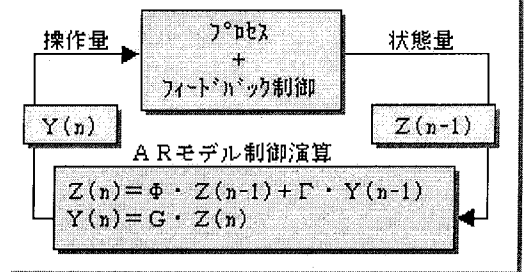 操作量
ﾌﾟﾛｾｽ
+
ﾌｨｰﾄﾞﾊﾞｯｸ制御
状態量
Y(n)
Z(n-1)
ARモデル制御演算
Z(n)=Φ・Z(n-1)+Γ・Y(n-1)
Y(n)=G・Z(n)